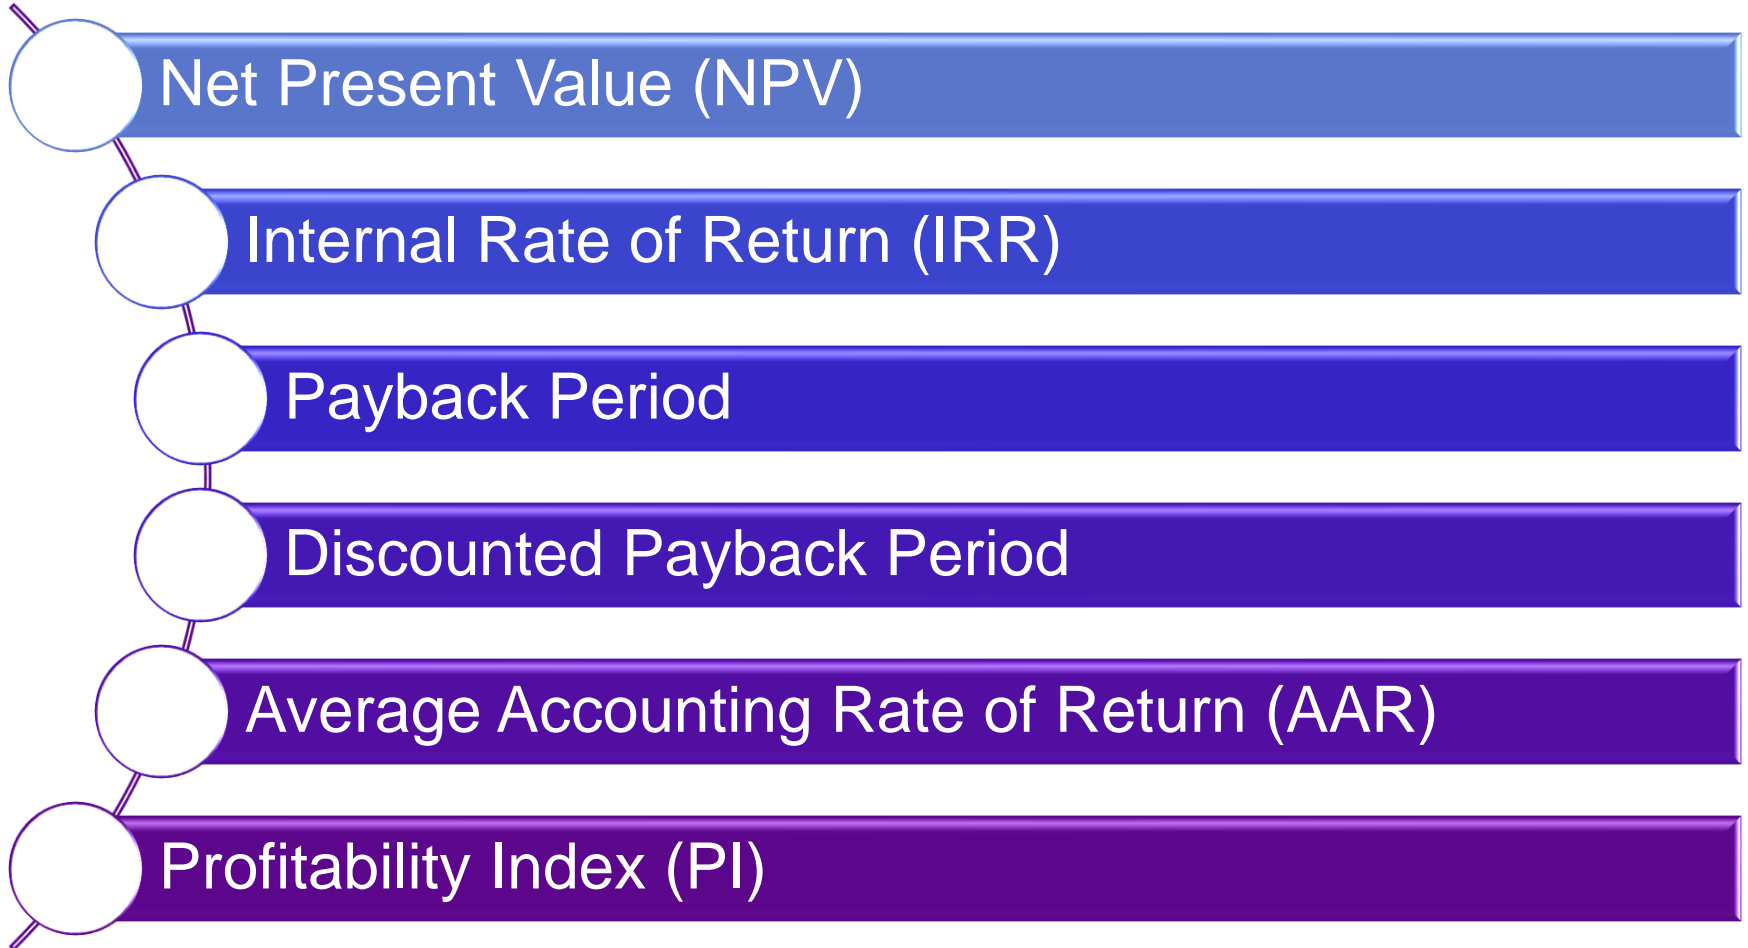 Net Present Value (NPV)
Internal Rate of Return (IRR)
Payback Period
Discounted Payback Period
Average Accounting Rate of Return (AAR)
Profitability Index (PI)